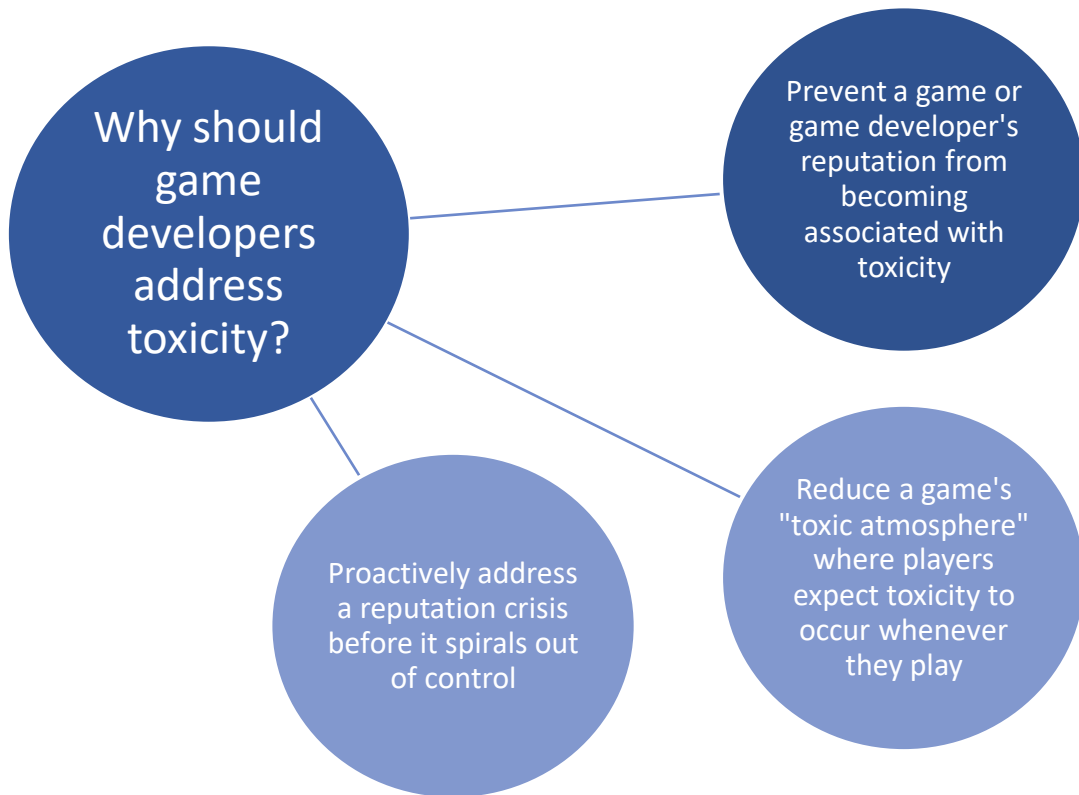 Why should
game
developers
address
toxicity?
Prevent a game or
game developer's
reputation from
becoming
associated with
toxicity
Reduce a game's
"toxic atmosphere"
where players
expect toxicity to
occur whenever
they play
Proactively address
a reputation crisis
before it spirals out
of control